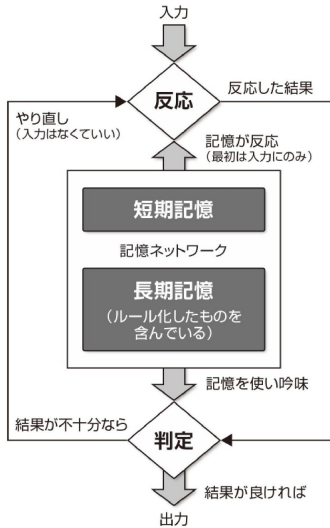 入力
反応
反応した結果
やり直し
（入力はなくていい）
記憶が反応
（最初は入力にのみ）
短期記憶
記憶ネットワーク
長期記憶
（ルール化したものを
含んでいる）
記憶を使い吟味
結果が不十分なら
判定
結果が良ければ
出力